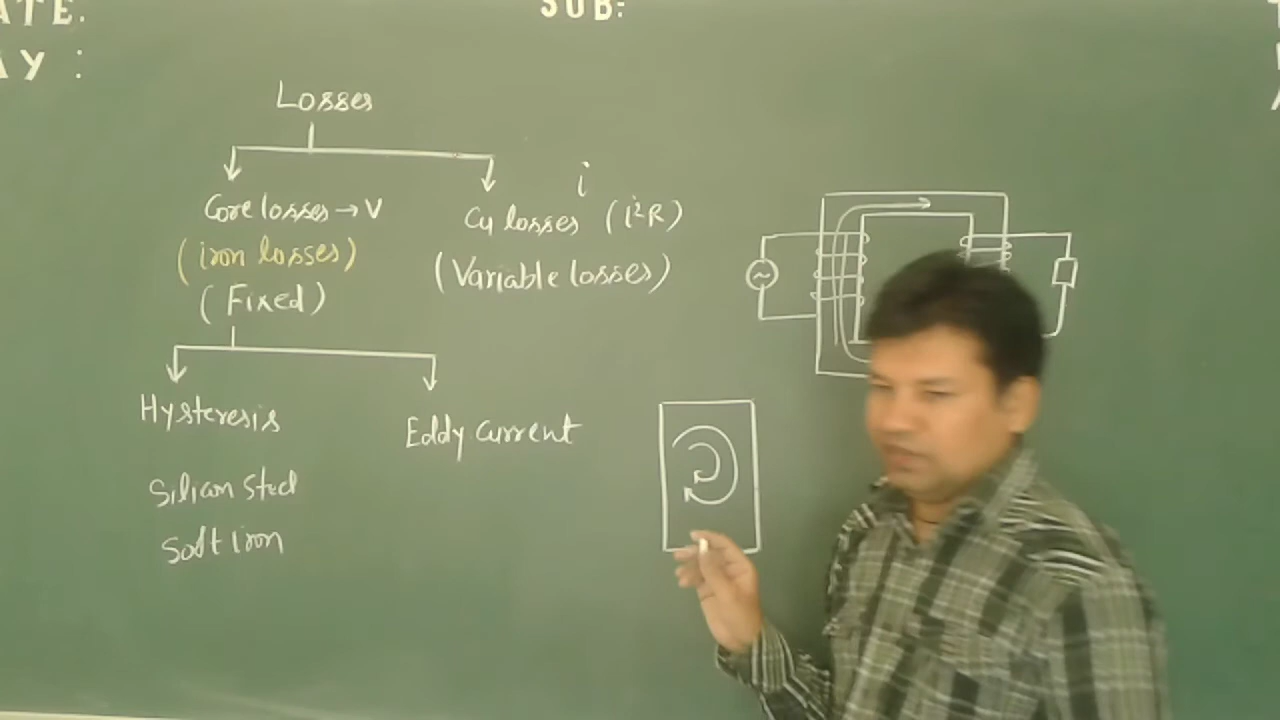 ATE.
SUB:
AY :
Losses
i
Core losses → V
Cu losses (i²R)
(iron losses)
(Variable losses)
(Fixed)
Hysteresis
Eddy current
Silicon Steel
Soft iron